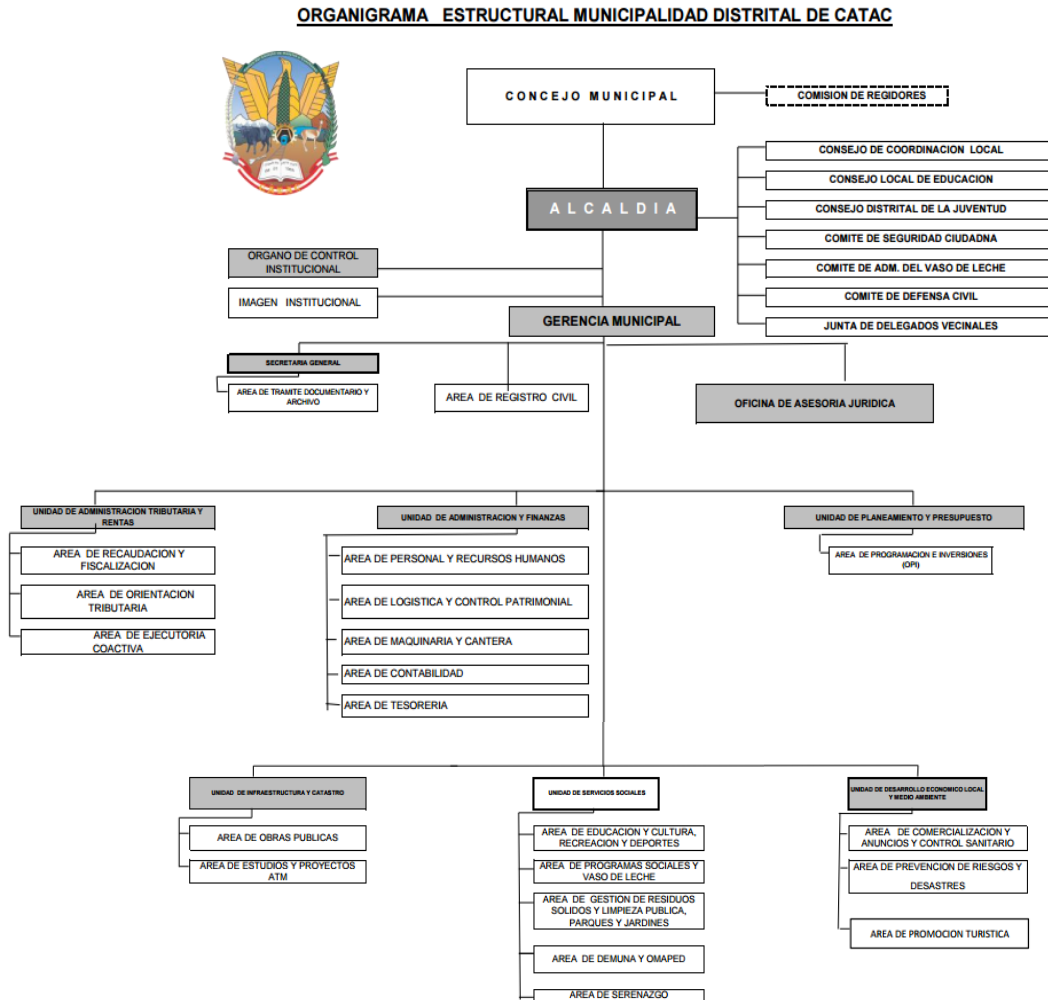 ORGANIGRAMA ESTRUCTURAL MUNICIPALIDAD DISTRITAL DE CATAC
CONCEJO MUNICIPAL
COMISION DE REGIDORES
CONSEJO DE COORDINACION LOCAL
CONSEJO LOCAL DE EDUCACION
ALCALDIA
CONSEJO DISTRITAL DE LA JUVENTUD
COMITE DE SEGURIDAD CIUDADNA
COMITE DE ADM. DEL VASO DE LECHE
COMITE DE DEFENSA CIVIL
JUNTA DE DELEGADOS VECINALES
ORGANO DE CONTROL
INSTITUCIONAL
IMAGEN INSTITUCIONAL
GERENCIA MUNICIPAL
SECRETARIA GENERAL
AREA DE TRAMITE DOCUMENTARIO Y
ARCHIVO
AREA DE REGISTRO CIVIL
OFICINA DE ASESORIA JURIDICA
UNIDAD DE ADMINISTRACION TRIBUTARIA Y
RENTAS
AREA DE RECAUDACION Y
FISCALIZACION
AREA DE ORIENTACION
TRIBUTARIA
AREA DE EJECUTORIA
COACTIVA
UNIDAD DE ADMINISTRACION Y FINANZAS
AREA DE PERSONAL Y RECURSOS HUMANOS
AREA DE LOGISTICA Y CONTROL PATRIMONIAL
AREA DE MAQUINARIA Y CANTERA
AREA DE CONTABILIDAD
AREA DE TESORERIA
UNIDAD DE PLANEAMIENTO Y PRESUPUESTO
AREA DE PROGRAMACION E INVERSIONES
(OPI)
UNIDAD DE INFRAESTRUCTURA Y CATASTRO
AREA DE OBRAS PUBLICAS
AREA DE ESTUDIOS Y PROYECTOS
ATM
UNIDAD DE SERVICIOS SOCIALES
AREA DE EDUCACION Y CULTURA,
RECREACION Y DEPORTES
AREA DE PROGRAMAS SOCIALES Y
VASO DE LECHE
AREA DE GESTION DE RESIDUOS
SOLIDOS Y LIMPIEZA PUBLICA,
PARQUES Y JARDINES
AREA DE DEMUNA Y OMAPED
AREA DE SERENAZGO
UNIDAD DE DESARROLLO ECONOMICO LOCAL
Y MEDIO AMBIENTE
AREA DE COMERCIALIZACION Y
ANUNCIOS Y CONTROL SANITARIO
AREA DE PREVENCION DE RIESGOS Y
DESASTRES
AREA DE PROMOCION TURISTICA